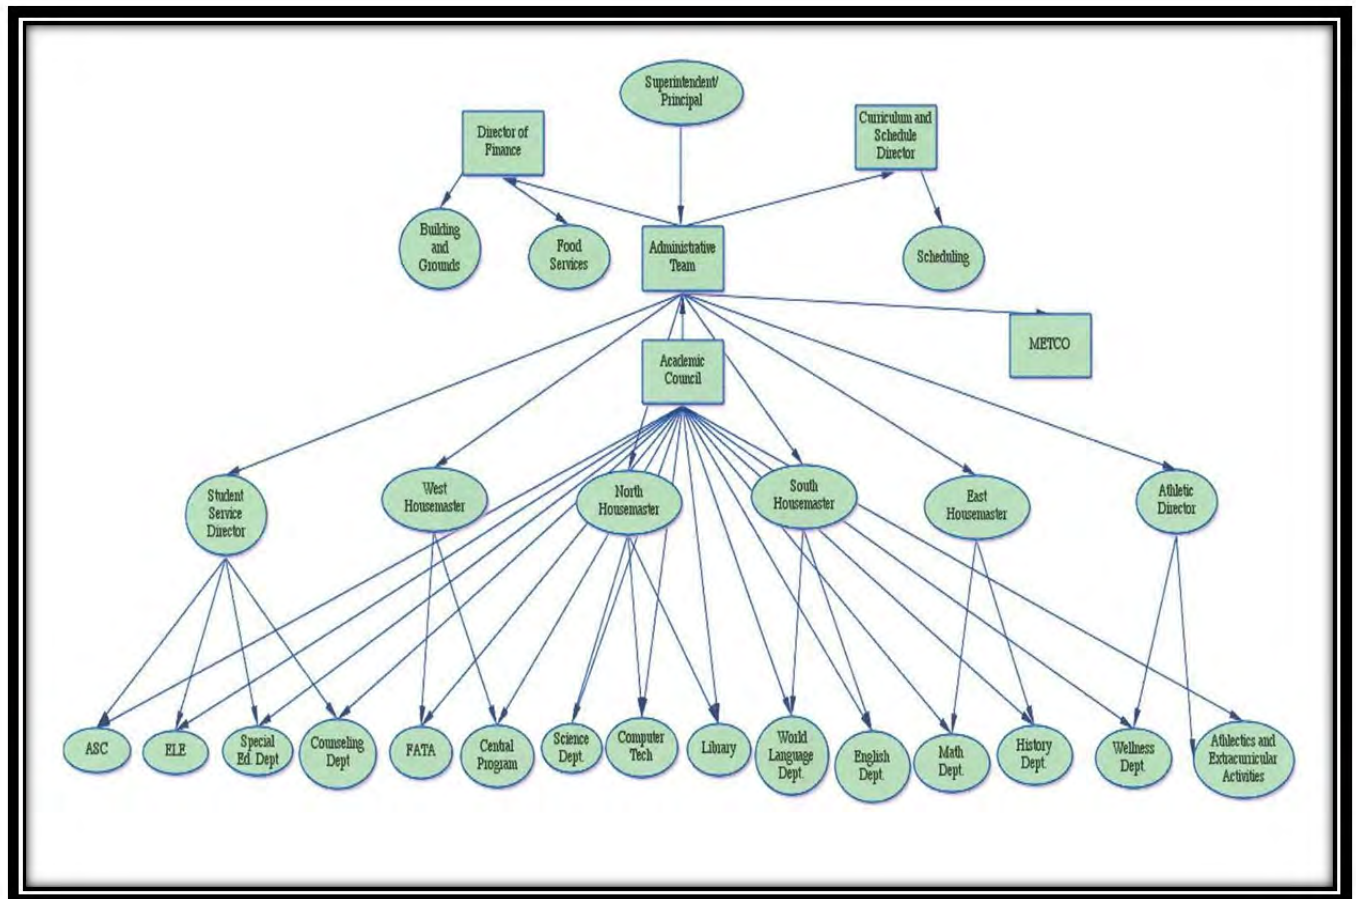 Superintendent/
Principal
Director of
Finance
Curriculum and
Schedule
Director
Building
and
Grounds
Food
Services
Administrative
Team
Scheduling
METCO
Academic
Council
Student
Service
Director
West
Housemaster
North
Housemaster
South
Housemaster
East
Housemaster
Athletic
Director
ASC
ELE
Special
Ed. Dept
Counseling
Dept
FATA
Central
Program
Science
Dept.
Computer
Tech
Library
World
Language
Dept.
English
Dept.
Math
Dept.
History
Dept.
Wellness
Dept.
Athlectics and
Extracurricular
Activities